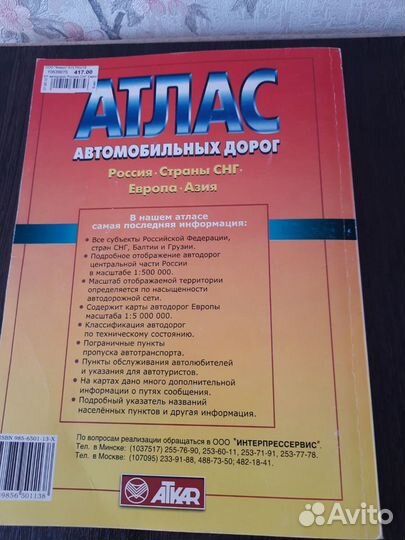 417.00
АТЛАС
АВТОМОБИЛЬНЫХ ДОРОГ
Россия·Страны СНГ·
Европа·Азия
В нашем атласе
самая последняя информация:
• Все субъекты Российской Федерации,
стран СНГ, Балтии и Грузии.
• Подробное отображение автодорог
центральной части России
в масштабе 1:500 000.
• Масштаб отображаемой территории
определяется по насыщенности
автодорожной сети.
• Содержит карты автодорог Европы
масштаба 1:5 000 000.
• Классификация автодорог
по техническому состоянию.
• Пограничные пункты
пропуска автотранспорта.
• Пункты обслуживания автолюбителей
и указания для автотуристов.
• На картах дано много дополнительной
информации о путях сообщения.
• Подробный указатель названий
населённых пунктов и другая информация.
ISBN 985-6501-13-X
9856 501138
По вопросам реализации обращаться в ООО "ИНТЕРПРЕССЕРВИС".
Тел. в Минске: (1037517) 255-76-90, 253-60-11, 253-71-91, 253-77-78.
Тел. в Москве: (107095) 233-91-88, 488-73-50; 482-18-41.
ATKAR
Avito